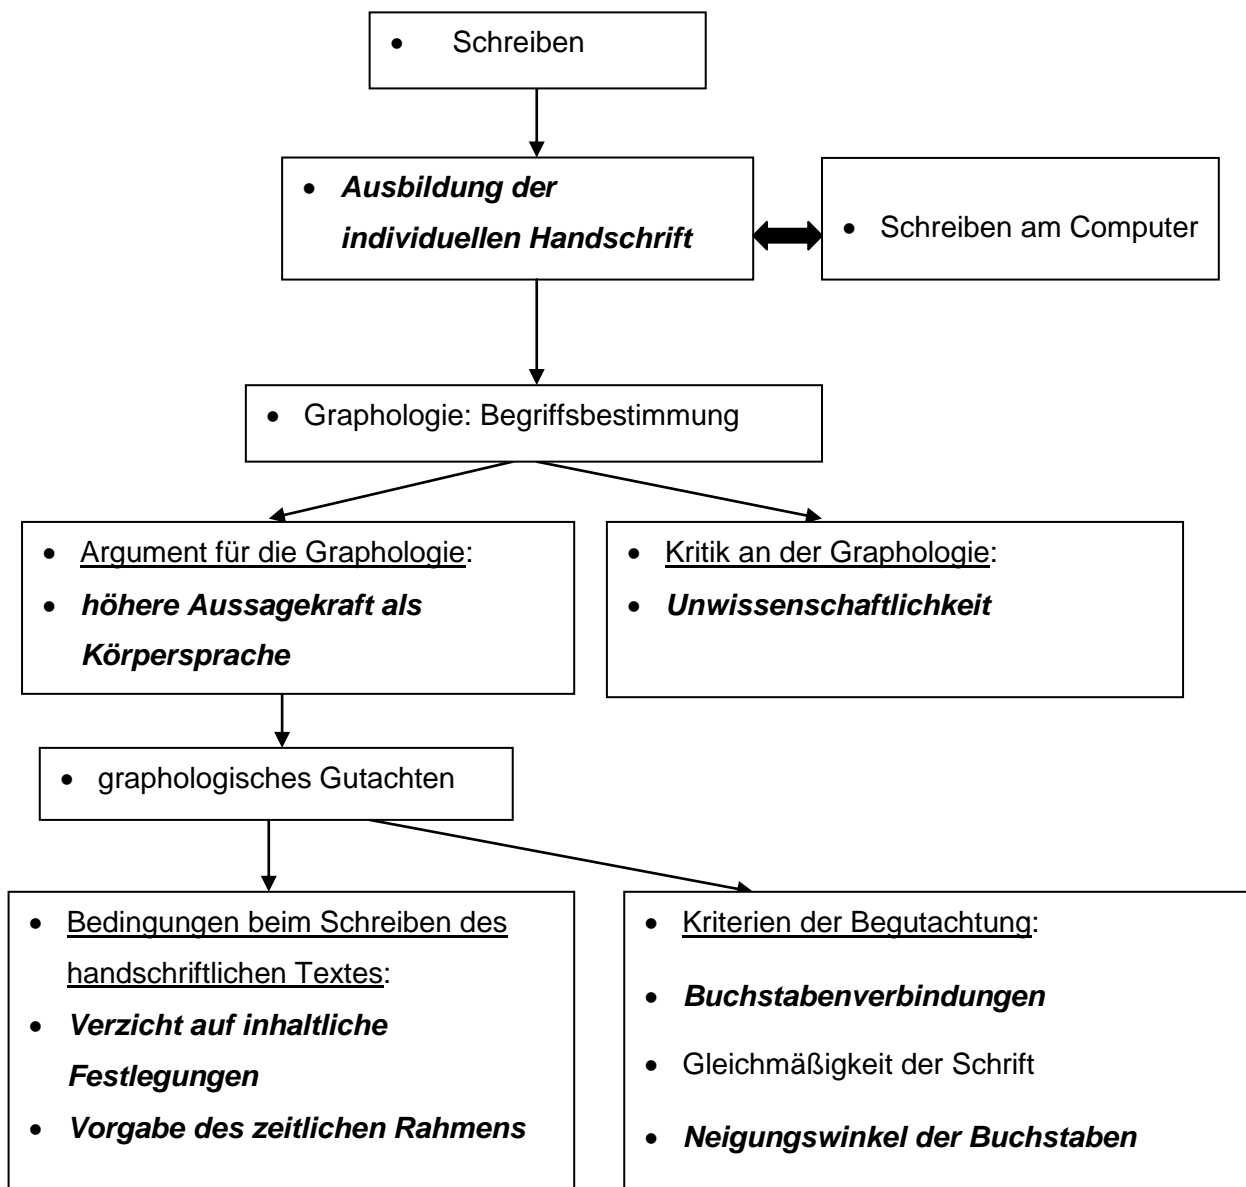 • Schreiben
• Ausbildung der
individuellen Handschrift
• Schreiben am Computer
• Graphologie: Begriffsbestimmung
• Argument für die Graphologie:
• höhere Aussagekraft als
Körpersprache
• Kritik an der Graphologie:
• Unwissenschaftlichkeit
• graphologisches Gutachten
• Bedingungen beim Schreiben des
handschriftlichen Textes:
• Verzicht auf inhaltliche
Festlegungen
• Vorgabe des zeitlichen Rahmens
• Kriterien der Begutachtung:
• Buchstabenverbindungen
• Gleichmäßigkeit der Schrift
• Neigungswinkel der Buchstaben